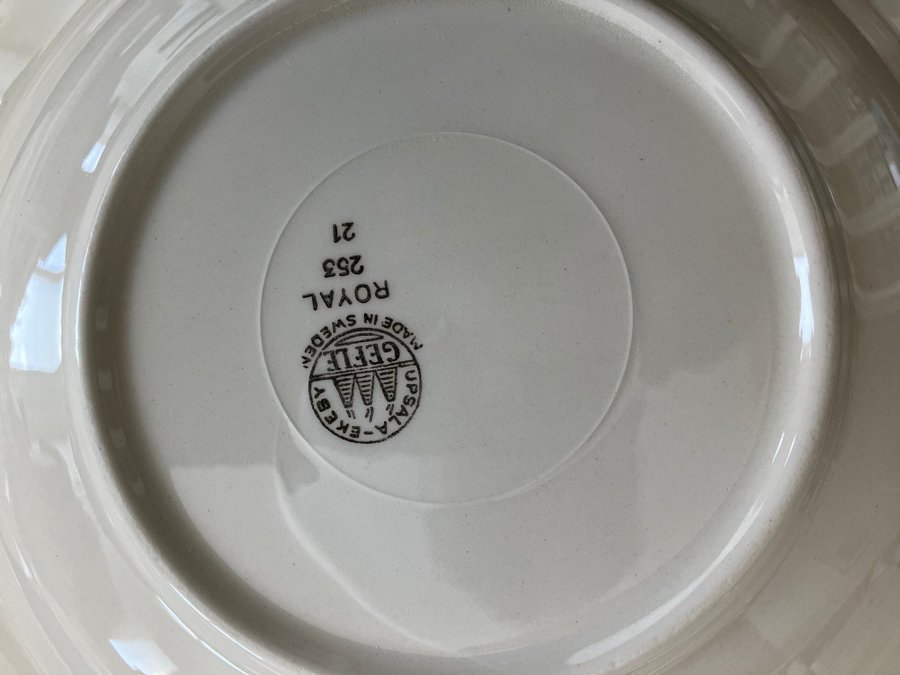 UPSALA-EKEBY
GEFLE
MADE IN SWEDEN
ROYAL
253
21